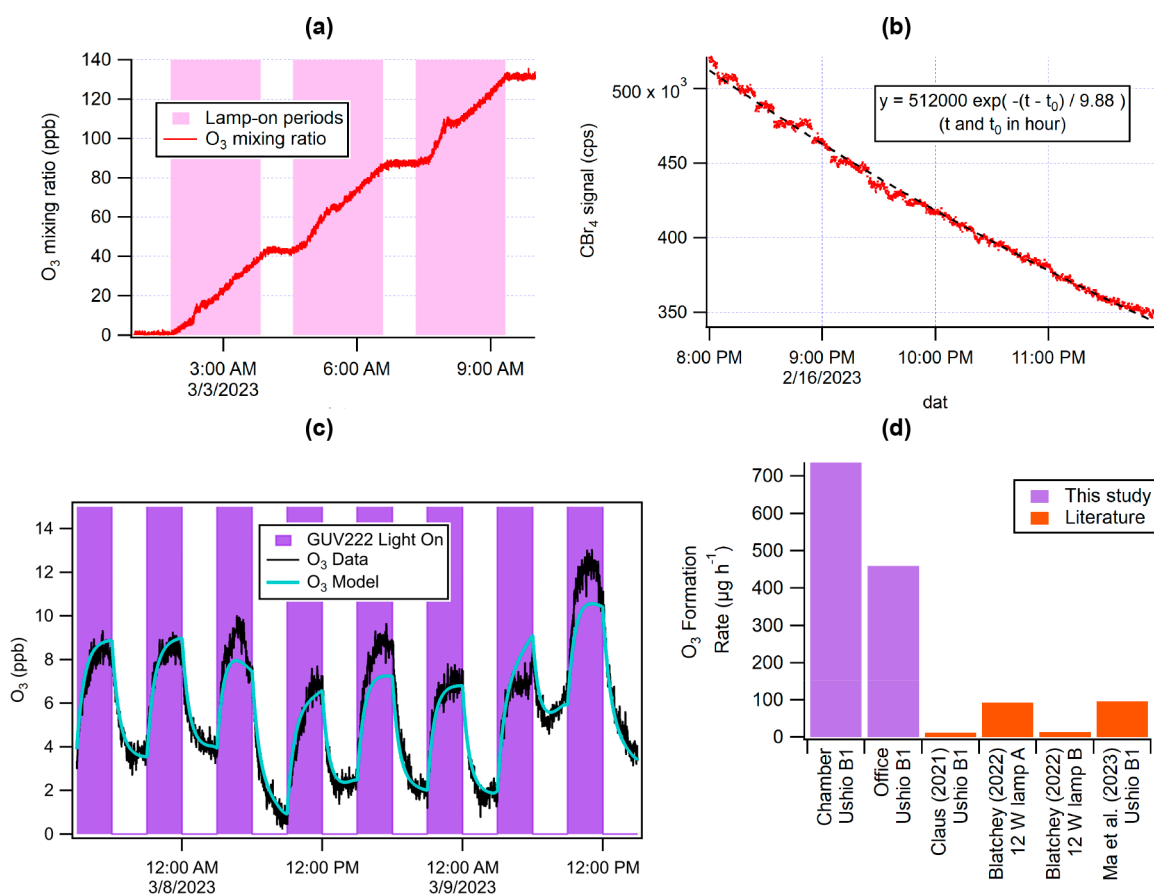 (a)
140
120
100
80
60
40
20
0
O3 mixing ratio (ppb)
Lamp-on periods
O3 mixing ratio
3:00 AM
3/3/2023
6:00 AM
9:00 AM
(b)
500 x 10³
450
400
350
CBr4 signal (cps)
y = 512000 exp( -(t - t0) / 9.88 )
(t and t0 in hour)
8:00 PM
9:00 PM
2/16/2023
10:00 PM
11:00 PM
dat
(c)
14
12
10
8
6
4
2
0
O3 (ppb)
GUV222 Light On
O3 Data
O3 Model
12:00 AM
3/8/2023
12:00 PM
12:00 AM
3/9/2023
12:00 PM
(d)
700
600
500
400
300
200
100
0
O3 Formation
Rate (µg h⁻¹)
This study
Literature
Chamber
Ushio B1
Office
Ushio B1
Claus (2021)
Ushio B1
Blatchey (2022)
12 W lamp A
Blatchey (2022)
12 W lamp B
Ma et al. (2023)
Ushio B1